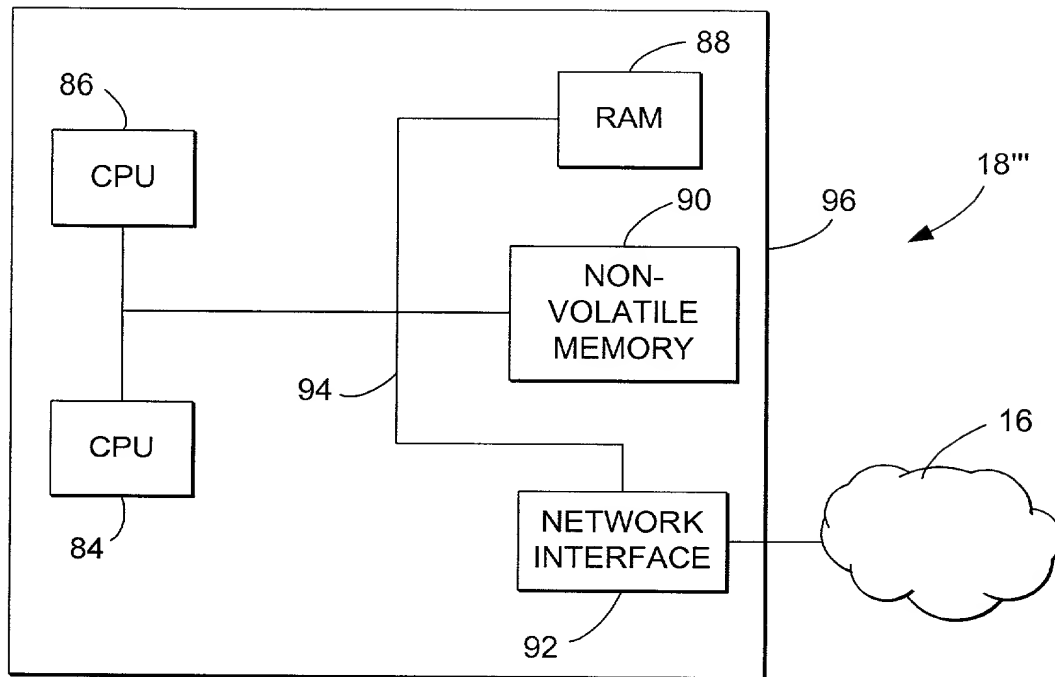 88
86
RAM
CPU
18'''
90
96
NON-
VOLATILE
MEMORY
94
16
CPU
NETWORK
INTERFACE
84
92